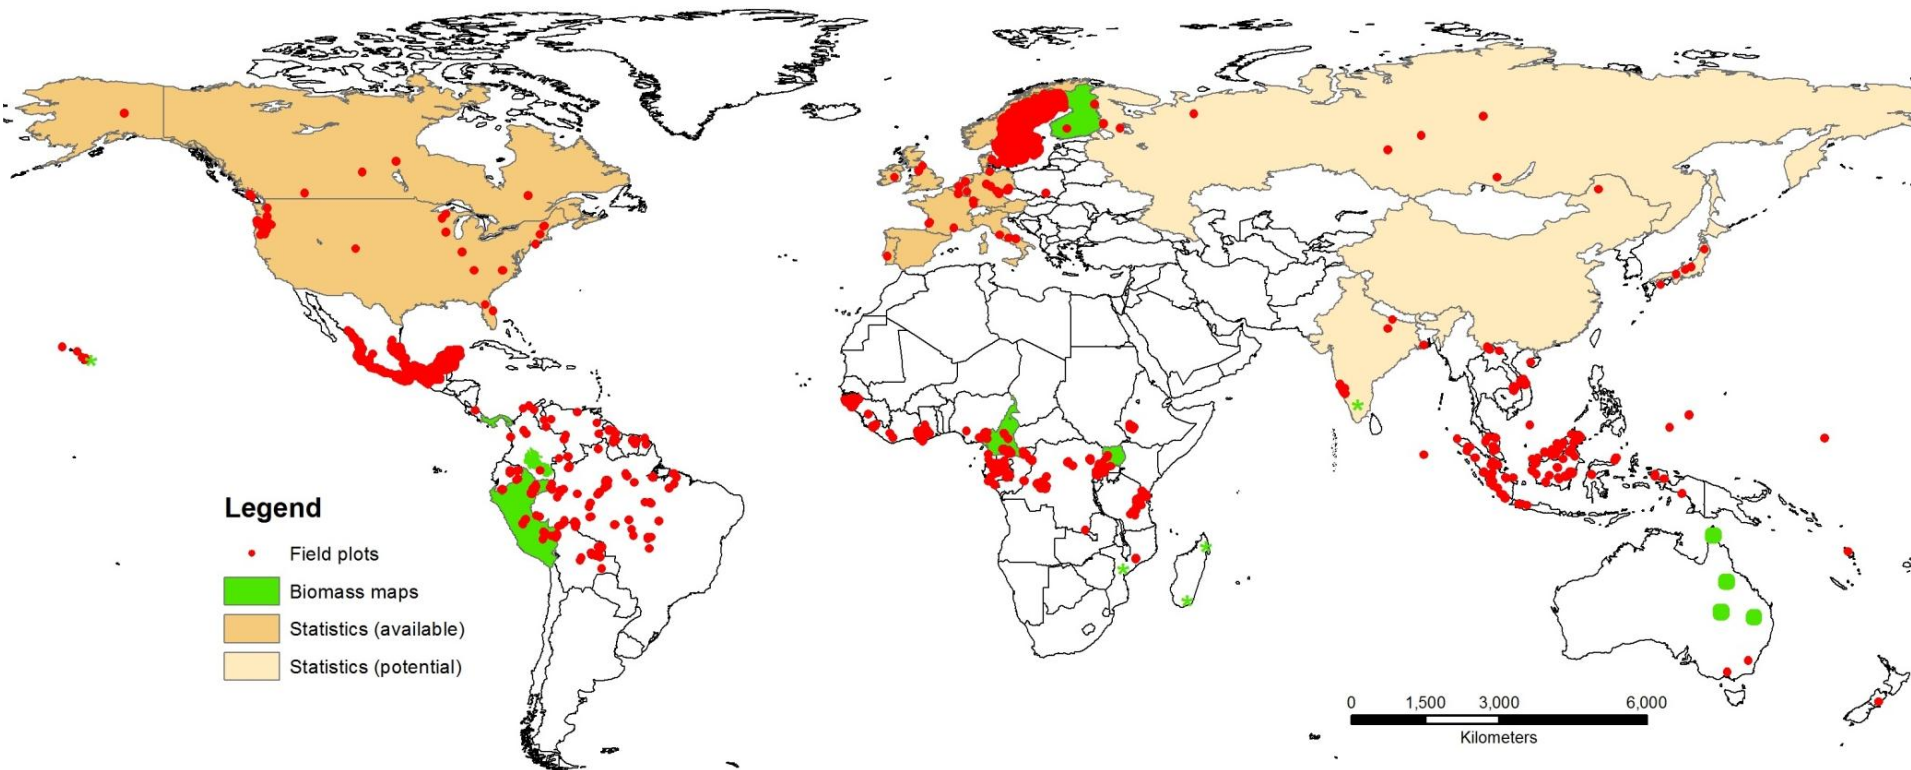 Legend
Field plots
Biomass maps
Statistics (available)
Statistics (potential)
0 1,500 3,000 6,000
Kilometers